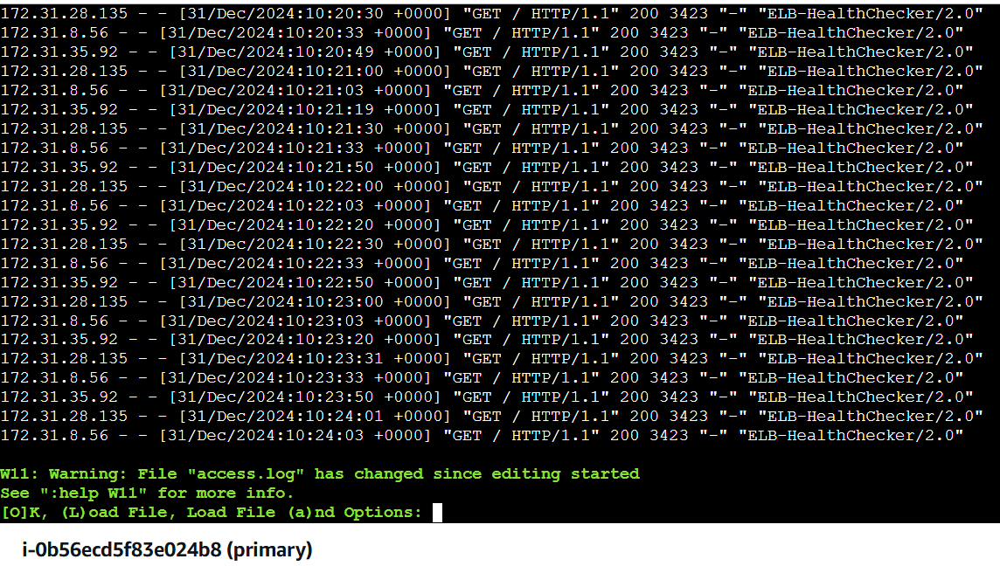 172.31.28.135 - - [31/Dec/2024:10:20:30 +0000] "GET / HTTP/1.1" 200 3423 "-" "ELB-HealthChecker/2.0"
172.31.8.56 - - [31/Dec/2024:10:20:33 +0000] "GET / HTTP/1.1" 200 3423 "-" "ELB-HealthChecker/2.0"
172.31.35.92 - - [31/Dec/2024:10:20:49 +0000] "GET / HTTP/1.1" 200 3423 "-" "ELB-HealthChecker/2.0"
172.31.28.135 - - [31/Dec/2024:10:21:00 +0000] "GET / HTTP/1.1" 200 3423 "-" "ELB-HealthChecker/2.0"
172.31.8.56 - - [31/Dec/2024:10:21:03 +0000] "GET / HTTP/1.1" 200 3423 "-" "ELB-HealthChecker/2.0"
172.31.35.92 - - [31/Dec/2024:10:21:19 +0000] "GET / HTTP/1.1" 200 3423 "-" "ELB-HealthChecker/2.0"
172.31.28.135 - - [31/Dec/2024:10:21:30 +0000] "GET / HTTP/1.1" 200 3423 "-" "ELB-HealthChecker/2.0"
172.31.8.56 - - [31/Dec/2024:10:21:33 +0000] "GET / HTTP/1.1" 200 3423 "-" "ELB-HealthChecker/2.0"
172.31.35.92 - - [31/Dec/2024:10:21:50 +0000] "GET / HTTP/1.1" 200 3423 "-" "ELB-HealthChecker/2.0"
172.31.28.135 - - [31/Dec/2024:10:22:00 +0000] "GET / HTTP/1.1" 200 3423 "-" "ELB-HealthChecker/2.0"
172.31.8.56 - - [31/Dec/2024:10:22:03 +0000] "GET / HTTP/1.1" 200 3423 "-" "ELB-HealthChecker/2.0"
172.31.35.92 - - [31/Dec/2024:10:22:20 +0000] "GET / HTTP/1.1" 200 3423 "-" "ELB-HealthChecker/2.0"
172.31.28.135 - - [31/Dec/2024:10:22:30 +0000] "GET / HTTP/1.1" 200 3423 "-" "ELB-HealthChecker/2.0"
172.31.8.56 - - [31/Dec/2024:10:22:33 +0000] "GET / HTTP/1.1" 200 3423 "-" "ELB-HealthChecker/2.0"
172.31.35.92 - - [31/Dec/2024:10:22:50 +0000] "GET / HTTP/1.1" 200 3423 "-" "ELB-HealthChecker/2.0"
172.31.28.135 - - [31/Dec/2024:10:23:00 +0000] "GET / HTTP/1.1" 200 3423 "-" "ELB-HealthChecker/2.0"
172.31.8.56 - - [31/Dec/2024:10:23:03 +0000] "GET / HTTP/1.1" 200 3423 "-" "ELB-HealthChecker/2.0"
172.31.35.92 - - [31/Dec/2024:10:23:20 +0000] "GET / HTTP/1.1" 200 3423 "-" "ELB-HealthChecker/2.0"
172.31.28.135 - - [31/Dec/2024:10:23:31 +0000] "GET / HTTP/1.1" 200 3423 "-" "ELB-HealthChecker/2.0"
172.31.8.56 - - [31/Dec/2024:10:23:33 +0000] "GET / HTTP/1.1" 200 3423 "-" "ELB-HealthChecker/2.0"
172.31.35.92 - - [31/Dec/2024:10:23:50 +0000] "GET / HTTP/1.1" 200 3423 "-" "ELB-HealthChecker/2.0"
172.31.28.135 - - [31/Dec/2024:10:24:01 +0000] "GET / HTTP/1.1" 200 3423 "-" "ELB-HealthChecker/2.0"
172.31.8.56 - - [31/Dec/2024:10:24:03 +0000] "GET / HTTP/1.1" 200 3423 "-" "ELB-HealthChecker/2.0"
W11: Warning: File "access.log" has changed since editing started
See ":help W11" for more info.
[O]K, (L)oad File, Load File (a)nd Options:
i-0b56ecd5f83e024b8 (primary)